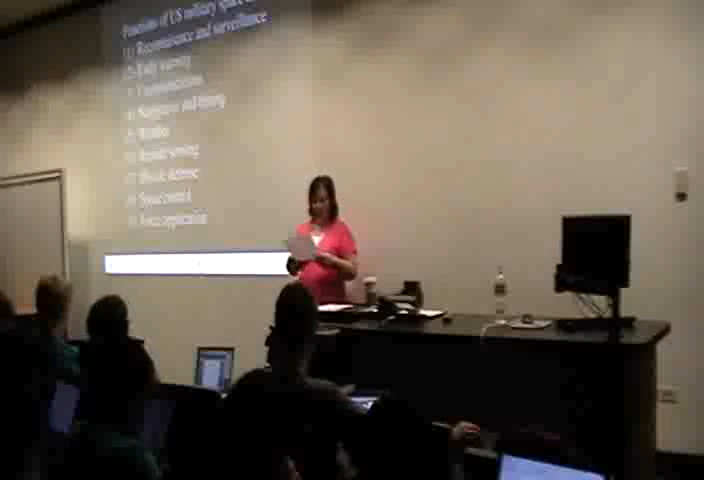 Functions of US military space
(1) Reconnaissance and surveillance
(2) Early warning
(3) Communications
(4) Navigation and timing
(5) Weather
(6) Remote sensing
(7) Missile defense
(8) Space control
(9) Force application